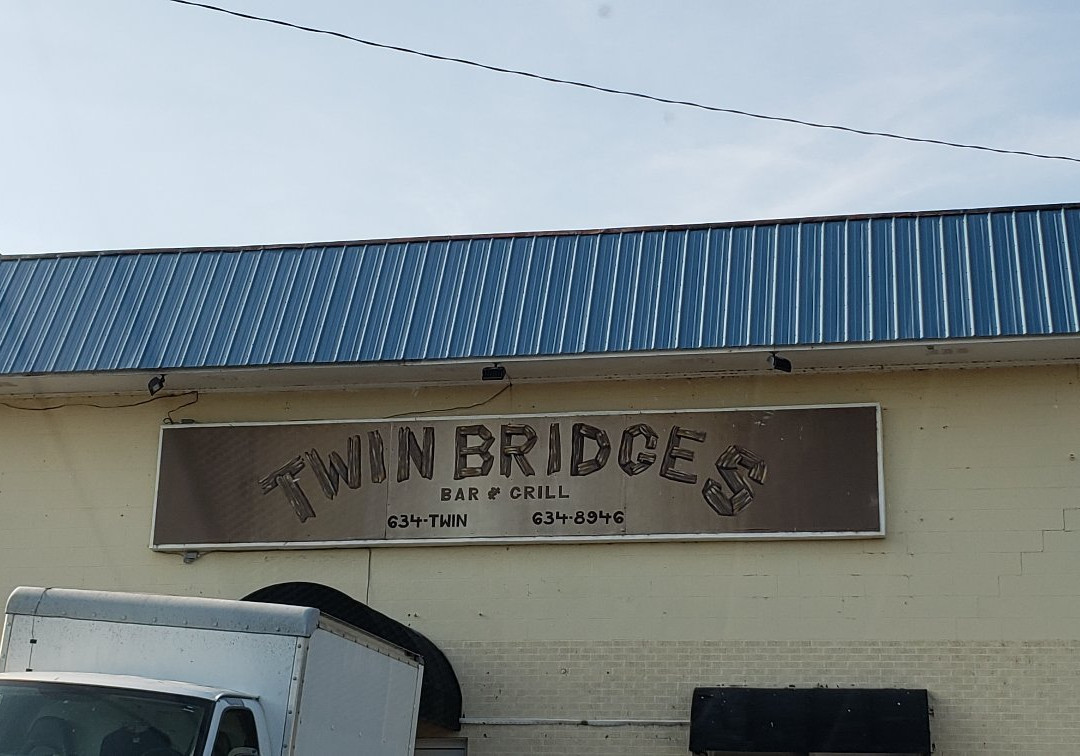 TWIN BRIDGES
BAR & GRILL
634-TWIN 634-8946